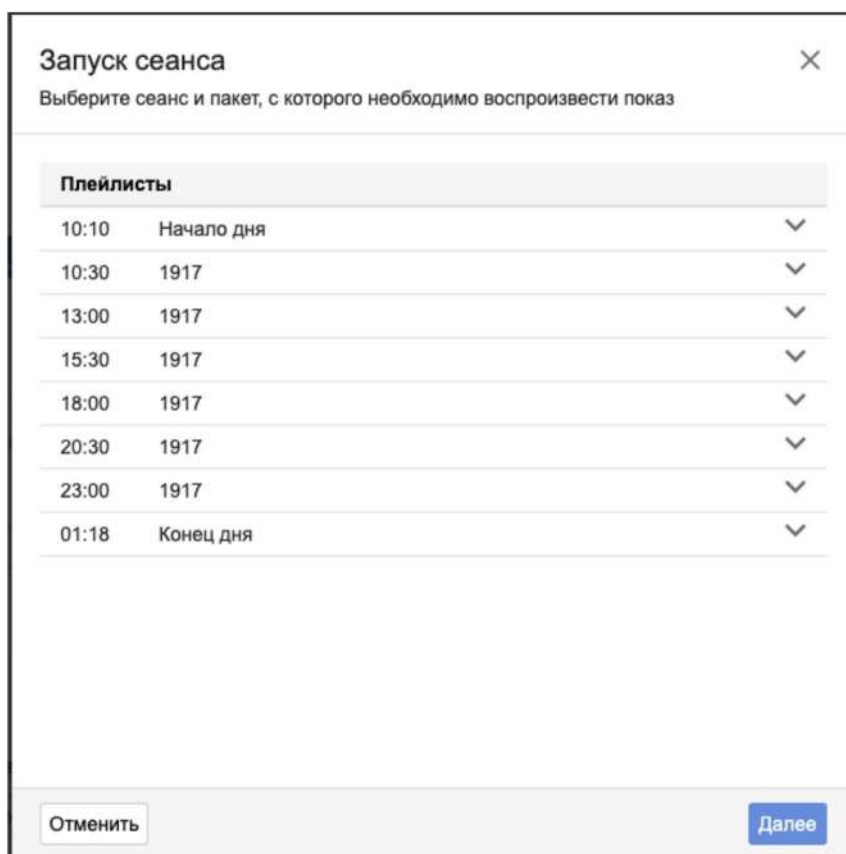 Запуск сеанса
Выберите сеанс и пакет, с которого необходимо воспроизвести показ
Плейлисты
10:10 Начало дня
10:30 1917
13:00 1917
15:30 1917
18:00 1917
20:30 1917
23:00 1917
01:18 Конец дня
Отменить Далее